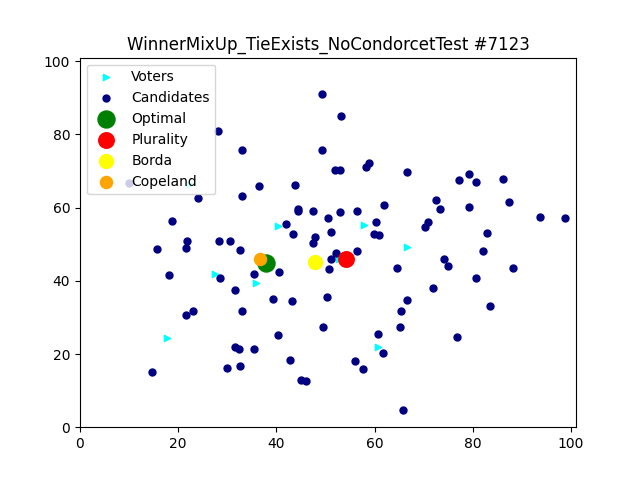 WinnerMixUp_TieExists_NoCondorcetTest #7123
100
80
60
40
20
0
0 20 40 60 80 100
Voters
Candidates
Optimal
Plurality
Borda
Copeland